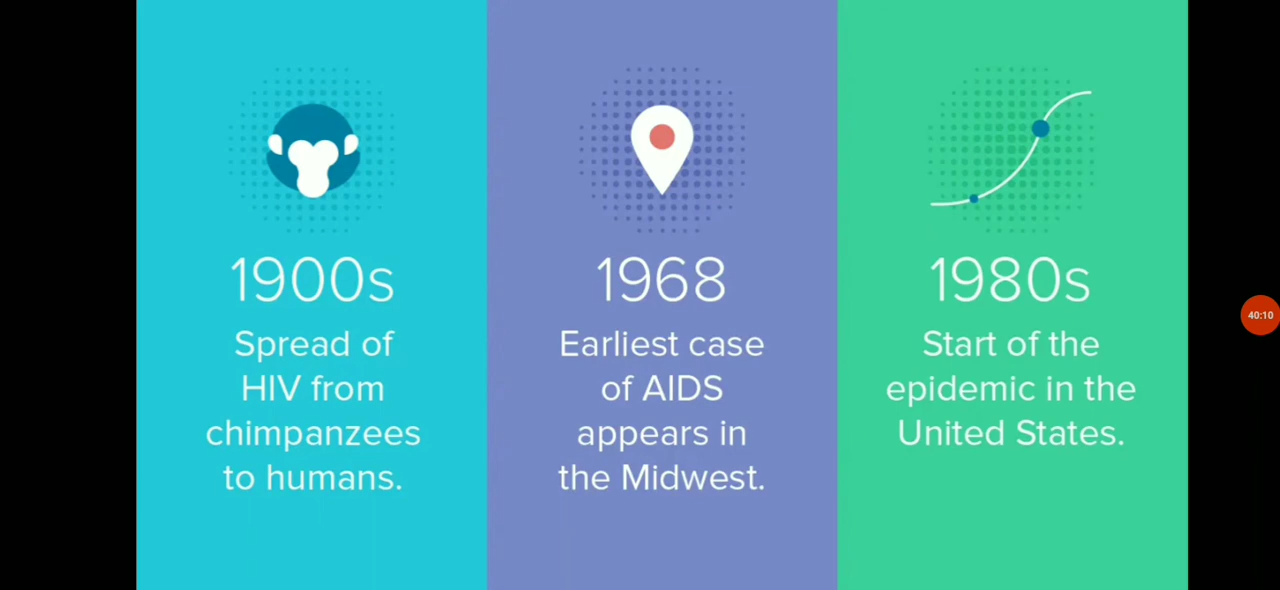 1900s
Spread of
HIV from
chimpanzees
to humans.
1968
Earliest case
of AIDS
appears in
the Midwest.
1980s
Start of the
epidemic in the
United States.
40:10